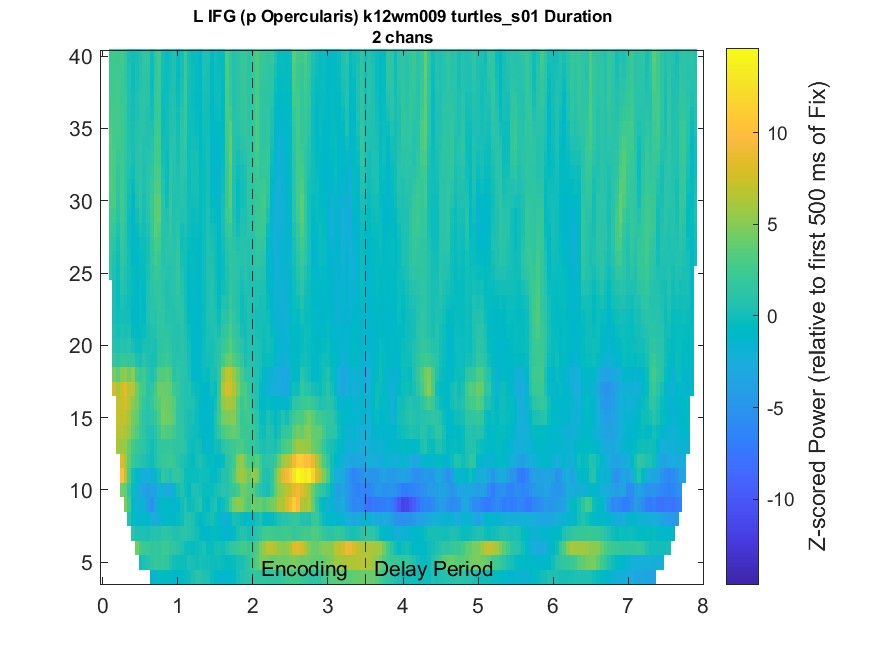 L IFG (p Opercularis) k12wm009 turtles_s01 Duration
2 chans
40
35
30
25
20
15
10
5
Encoding
Delay Period
0 1 2 3 4 5 6 7 8
10
5
0
-5
-10
Z-scored Power (relative to first 500 ms of Fix)